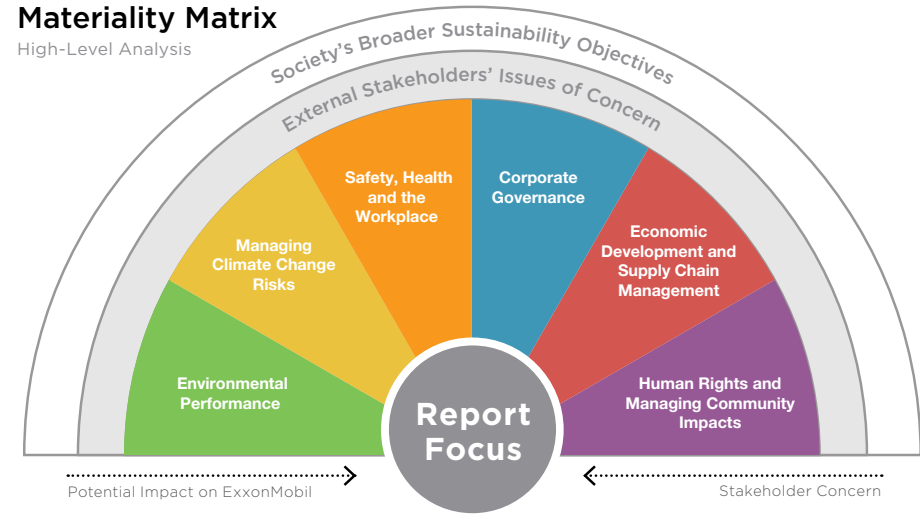 Materiality Matrix
High-Level Analysis
Society's Broader Sustainability Objectives
External Stakeholders' Issues of Concern
Safety, Health
and the
Workplace
Corporate
Governance
Managing
Climate Change
Risks
Economic
Development and
Supply Chain
Management
Environmental
Performance
Human Rights and
Managing Community
Impacts
Report
Focus
Potential Impact on ExxonMobil
Stakeholder Concern